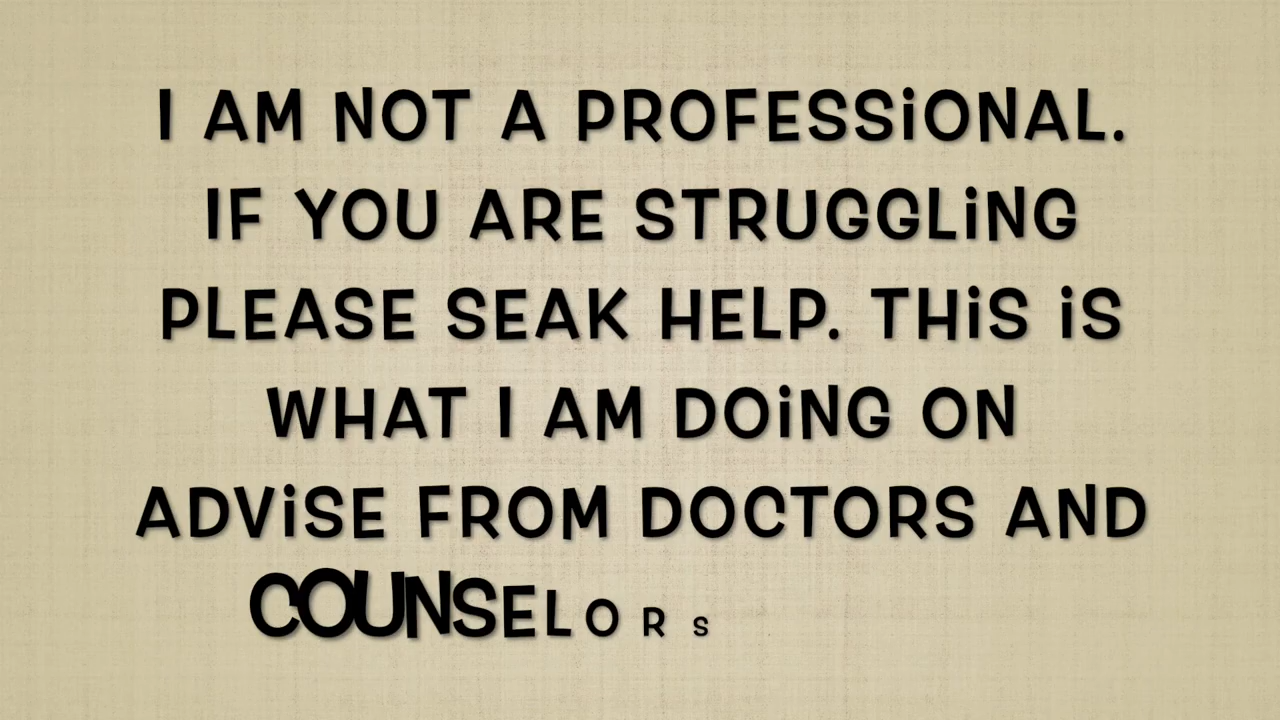 I AM NOT A PROFESSiONAL.
IF YOU ARE STRUGGLiNG
PLEASE SEAK HELP. THiS iS
WHAT I AM DOiNG ON
ADViSE FROM DOCTORS AND
COUNSELORS